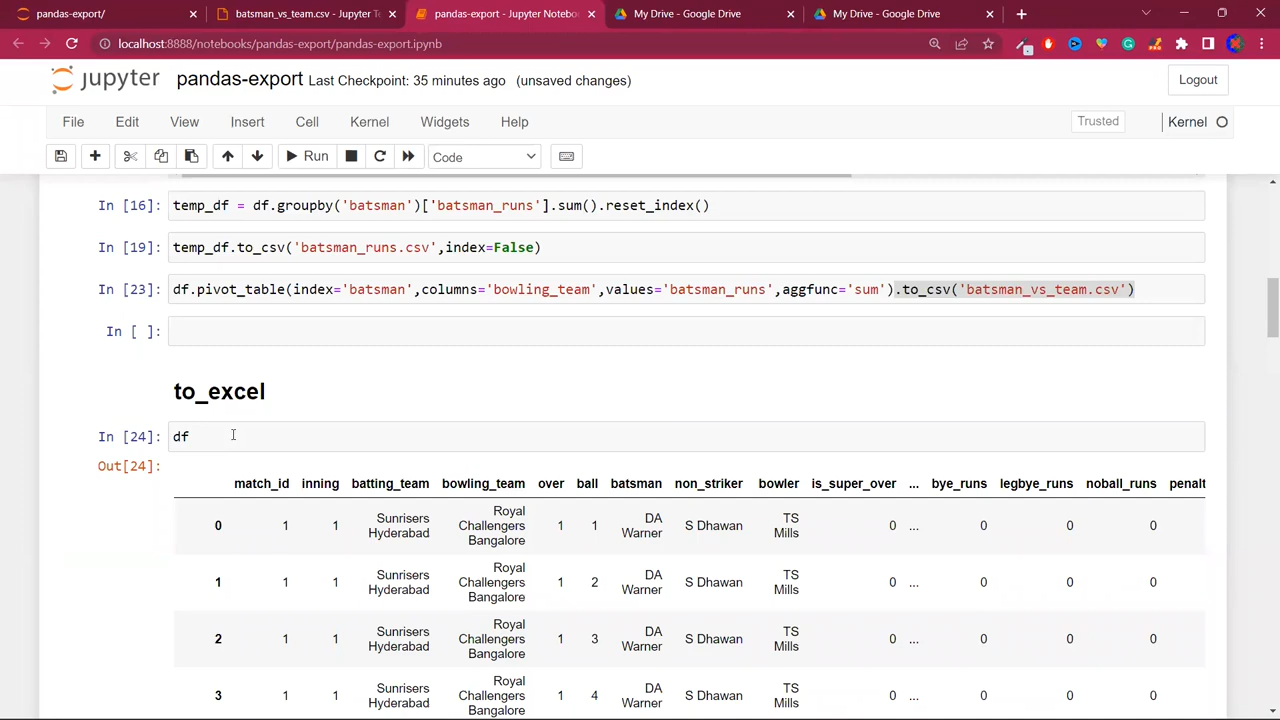 pandas-export/
batsman_vs_team.csv - Jupyter Te
pandas-export - Jupyter Notebo
My Drive - Google Drive
My Drive - Google Drive
localhost:8888/notebooks/pandas-export/pandas-export.ipynb
jupyter pandas-export Last Checkpoint: 35 minutes ago (unsaved changes) Logout
File Edit View Insert Cell Kernel Widgets Help Trusted Kernel
Run Code
In [16]: temp_df = df.groupby('batsman')['batsman_runs'].sum().reset_index()
In [19]: temp_df.to_csv('batsman_runs.csv',index=False)
In [23]: df.pivot_table(index='batsman',columns='bowling_team',values='batsman_runs',aggfunc='sum').to_csv('batsman_vs_team.csv')
In [ ]:
to_excel
In [24]: df
Out[24]:
match_id inning batting_team bowling_team over ball batsman non_striker bowler is_super_over ... bye_runs legbye_runs noball_runs penalt
0 1 1 Sunrisers Hyderabad Royal Challengers Bangalore 1 1 DA Warner S Dhawan TS Mills 0 ... 0 0 0
1 1 1 Sunrisers Hyderabad Royal Challengers Bangalore 1 2 DA Warner S Dhawan TS Mills 0 ... 0 0 0
2 1 1 Sunrisers Hyderabad Royal Challengers Bangalore 1 3 DA Warner S Dhawan TS Mills 0 ... 0 0 0
3 1 1 Sunrisers Hyderabad Royal Challengers Bangalore 1 4 DA Warner S Dhawan TS Mills 0 ... 0 0 0